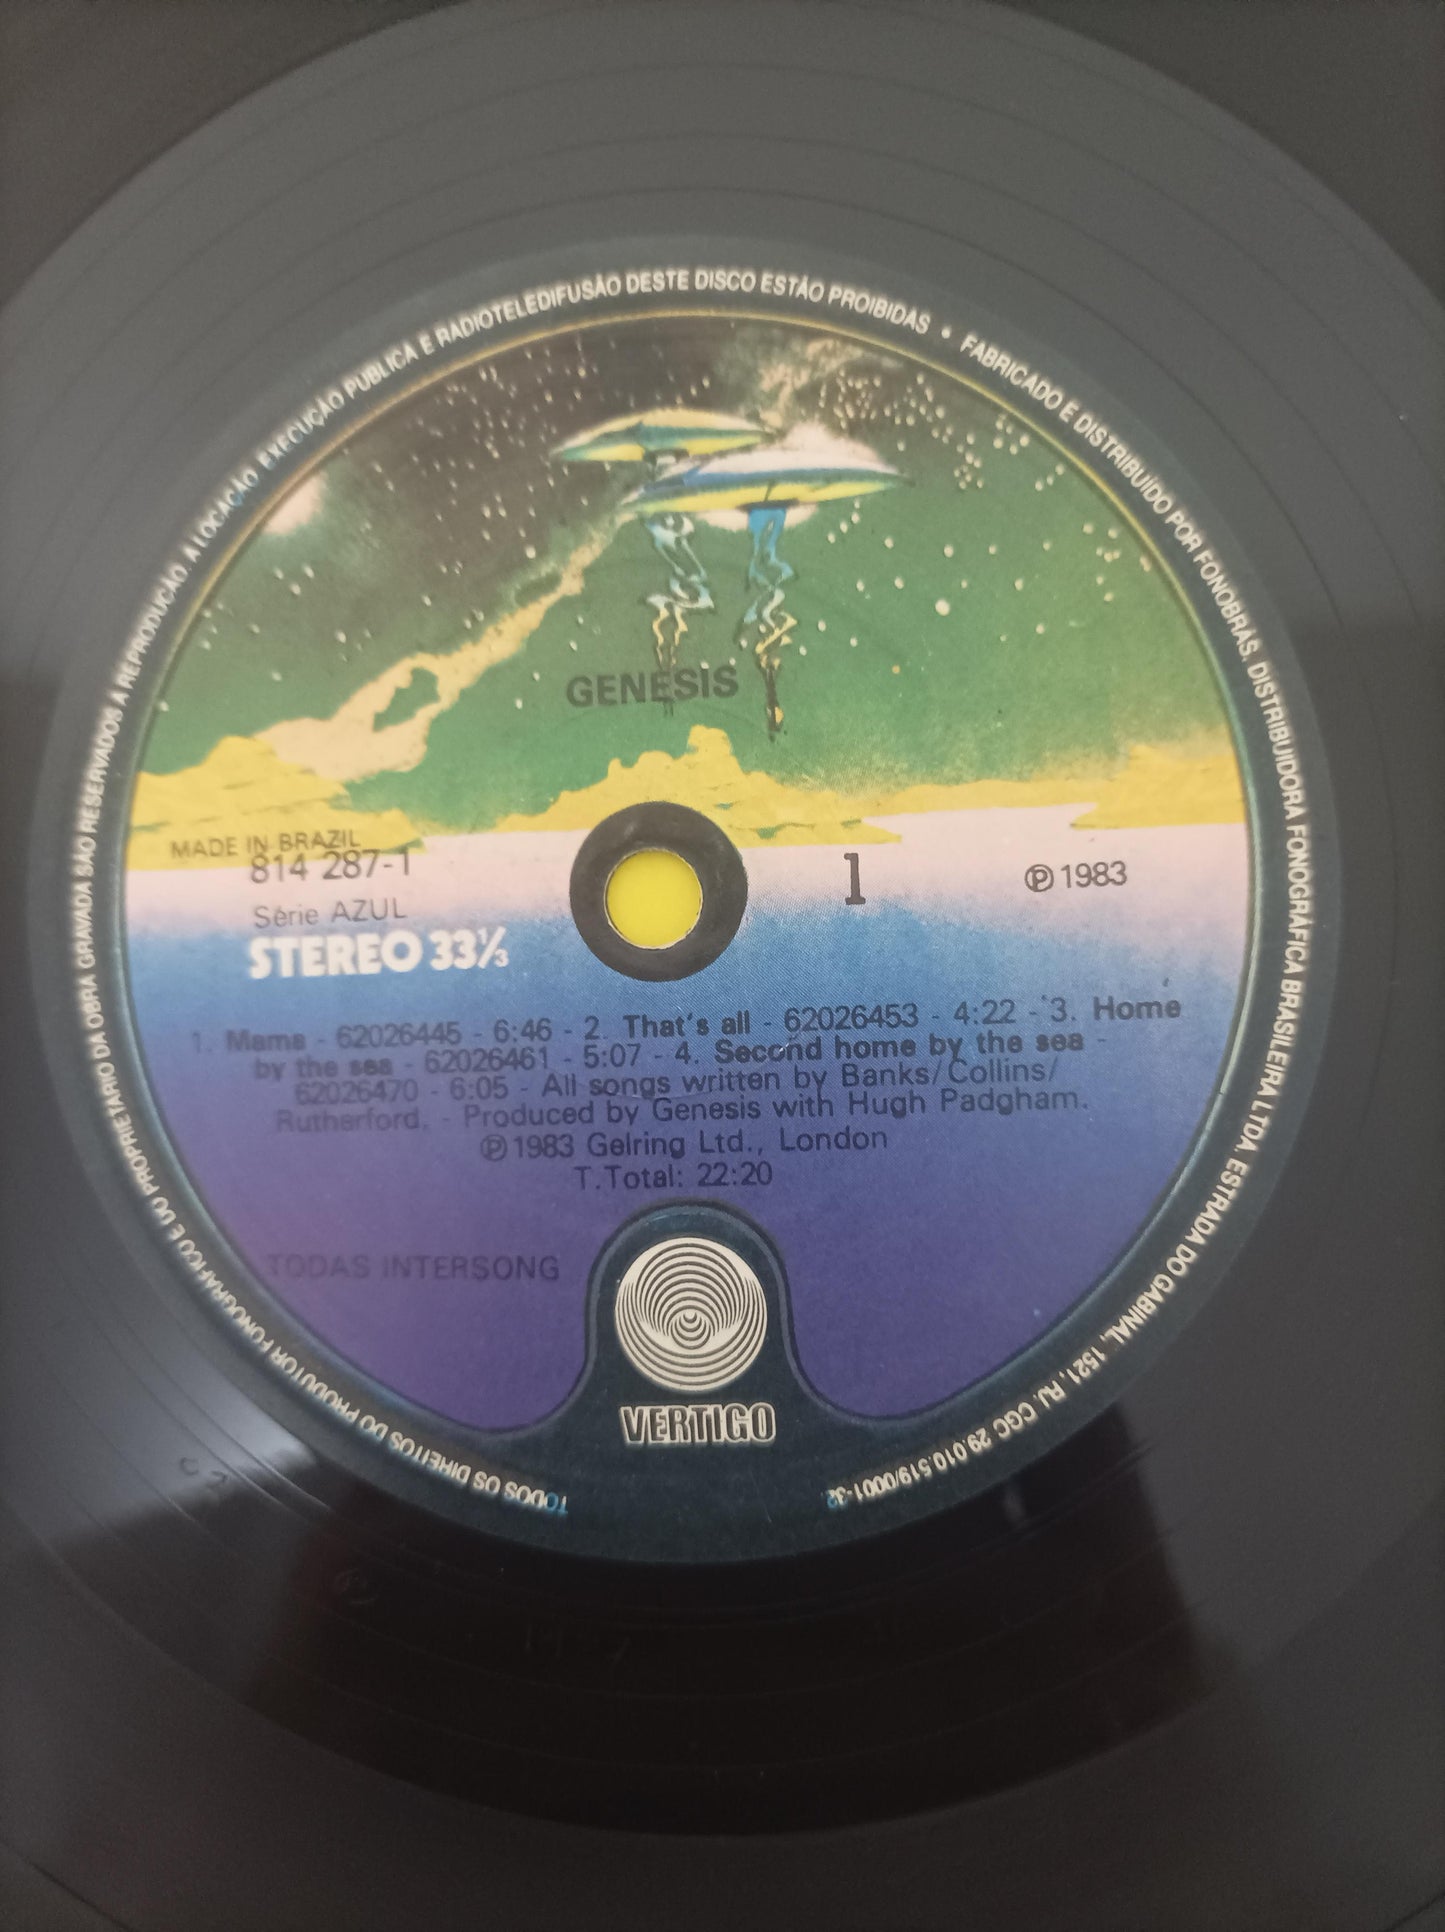 TODOS OS DIREITOS DO PRODUTOR FONOGRÁFICO E DO PROPRIETÁRIO DA OBRA GRAVADA SÃO RESERVADOS A REPRODUÇÃO, A LOCAÇÃO EXECUÇÃO PÚBLICA E RADIOTELEDIFUSÃO DESTE DISCO ESTÃO PROIBIDAS • FABRICADO E DISTRIBUÍDO POR FONOBRÁS, DISTRIBUIDORA FONOGRÁFICA BRASILEIRA LTDA. ESTRADA DO GABINAL, 1521, RJ. CGC 29.010.519/0001-32
GENESIS
MADE IN BRAZIL
814 287-1
1
℗ 1983
Série AZUL
STEREO 33⅓
1. Mama - 62026445 - 6:46 - 2. That's all - 62026453 - 4:22 - 3. Home
by the sea - 62026461 - 5:07 - 4. Second home by the sea -
62026470 - 6:05 - All songs written by Banks/Collins/
Rutherford. - Produced by Genesis with Hugh Padgham.
℗ 1983 Gelring Ltd., London
T.Total: 22:20
TODAS INTERSONG
VERTIGO